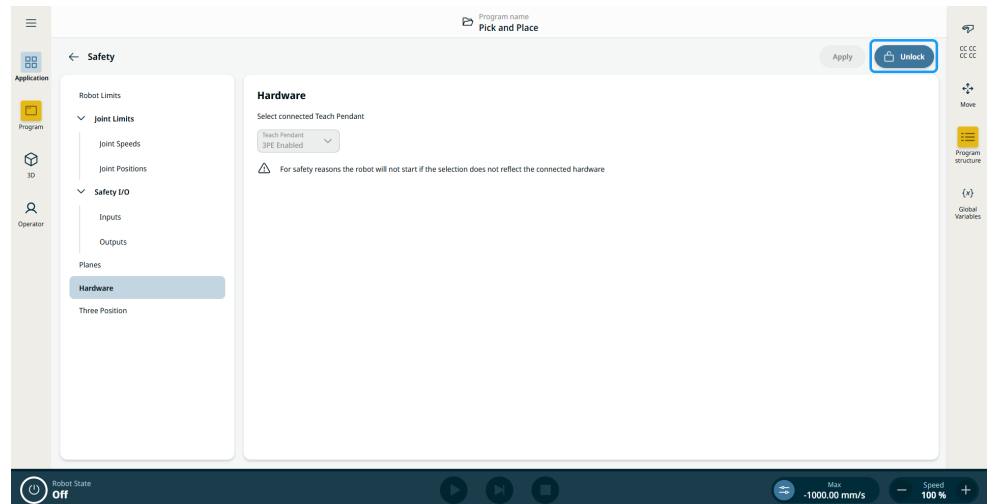 Program name
Pick and Place
Application
Program
3D
Operator
Safety
Apply
Unlock
Robot Limits
Joint Limits
Joint Speeds
Joint Positions
Safety I/O
Inputs
Outputs
Planes
Hardware
Three Position
Hardware
Select connected Teach Pendant
Teach Pendant
3PE Enabled
For safety reasons the robot will not start if the selection does not reflect the connected hardware
CC CC
CC CC
Move
Program
structure
{x}
Global
Variables
Robot State
Off
Max
-1000.00 mm/s
Speed
100 %